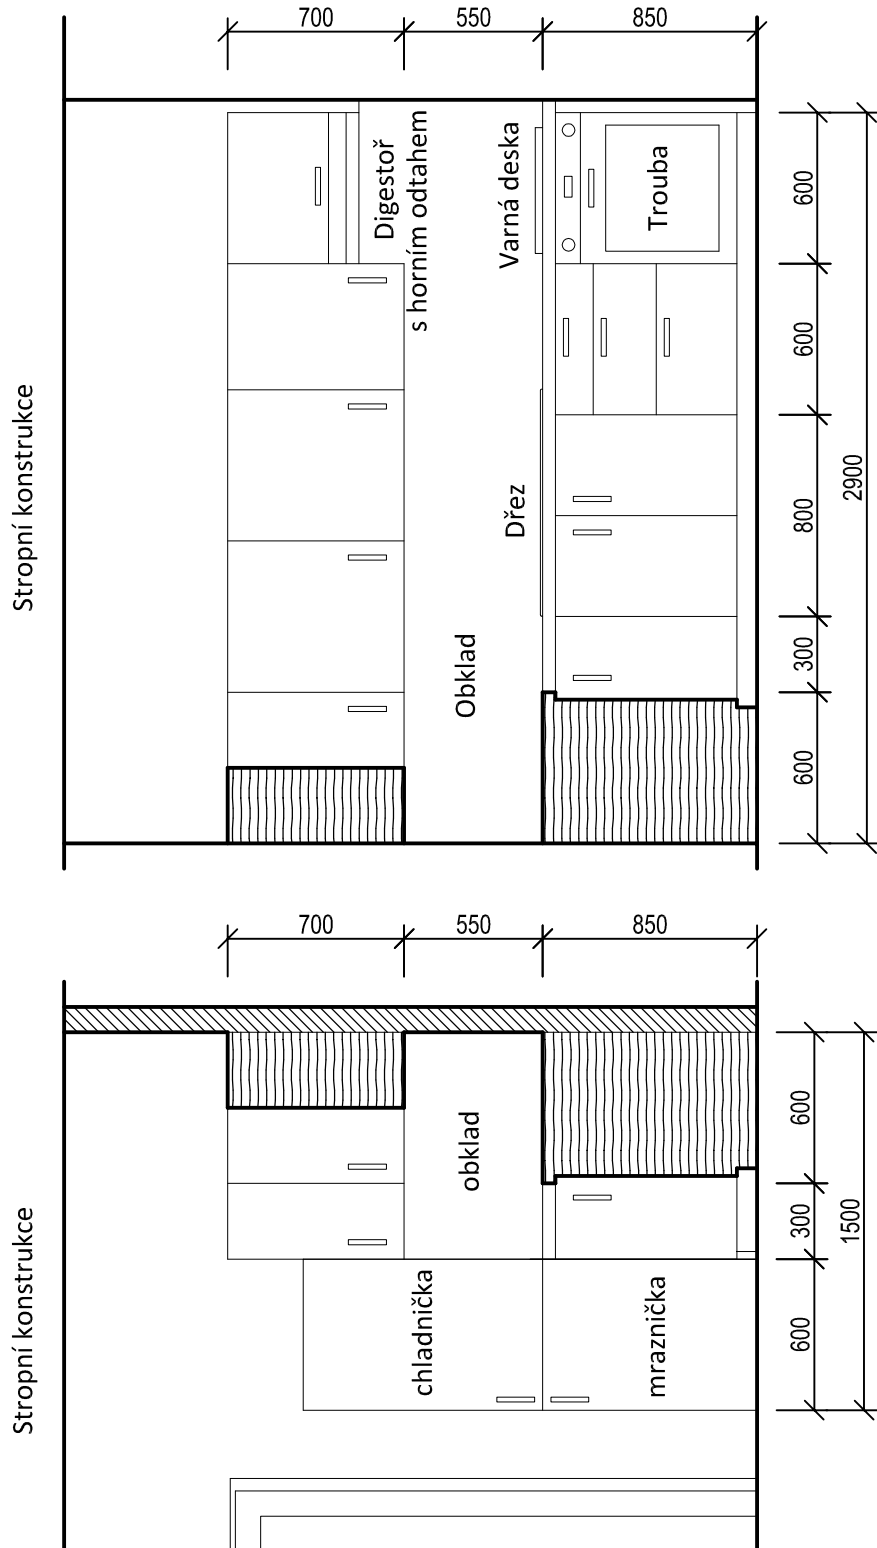 700
550
850
Stropní konstrukce
Digestoř
s horním odtahem
Varná deska
Trouba
Dřez
Obklad
600
600
800
300
600
2900
700
550
850
Stropní konstrukce
obklad
chladnička
mraznička
600
300
600
1500